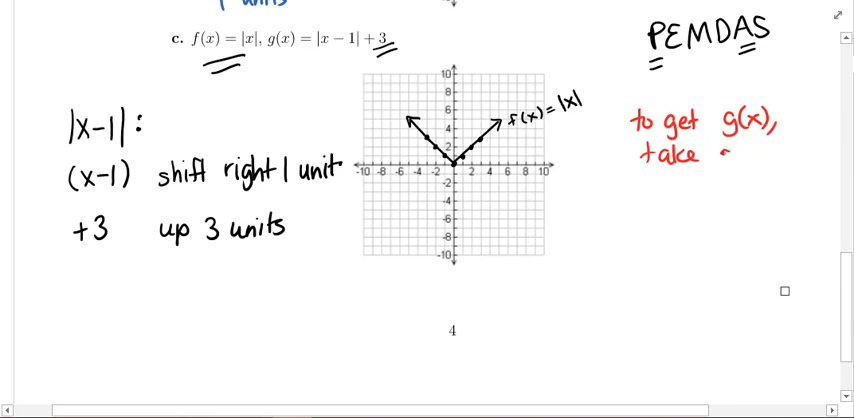 units
c. f(x) = |x|, g(x) = |x − 1| + 3
PEMDAS
|x-1| :
(x-1) shift right 1 unit
+3 up 3 units
f(x) = |x|
to get g(x),
take
10
8
6
4
2
-10 -8 -6 -4 -2 2 4 6 8 10
-2
-4
-6
-8
-10
4